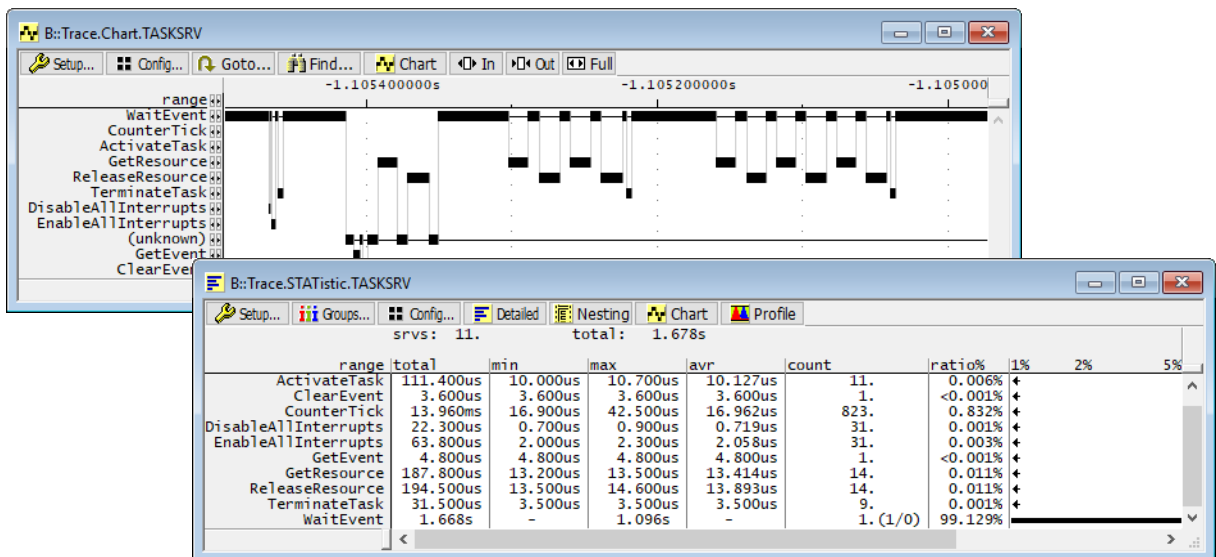 B::Trace.Chart.TASKSRV
Setup... Config... Goto... Find... Chart In Out Full
-1.105400000s -1.105200000s -1.105000
range
WaitEvent
CounterTick
ActivateTask
GetResource
ReleaseResource
TerminateTask
DisableAllInterrupts
EnableAllInterrupts
(unknown)
GetEvent
ClearEve
B::Trace.STATistic.TASKSRV
Setup... Groups... Config... Detailed Nesting Chart Profile
srvs: 11. total: 1.678s
range total min max avr count ratio% 1% 2% 5%
ActivateTask 111.400us 10.000us 10.700us 10.127us 11. 0.006%
ClearEvent 3.600us 3.600us 3.600us 3.600us 1. <0.001%
CounterTick 13.960ms 16.900us 42.500us 16.962us 823. 0.832%
DisableAllInterrupts 22.300us 0.700us 0.900us 0.719us 31. 0.001%
EnableAllInterrupts 63.800us 2.000us 2.300us 2.058us 31. 0.003%
GetEvent 4.800us 4.800us 4.800us 4.800us 1. <0.001%
GetResource 187.800us 13.200us 13.500us 13.414us 14. 0.011%
ReleaseResource 194.500us 13.500us 14.600us 13.893us 14. 0.011%
TerminateTask 31.500us 3.500us 3.500us 3.500us 9. 0.001%
WaitEvent 1.668s - 1.096s - 1.(1/0) 99.129%